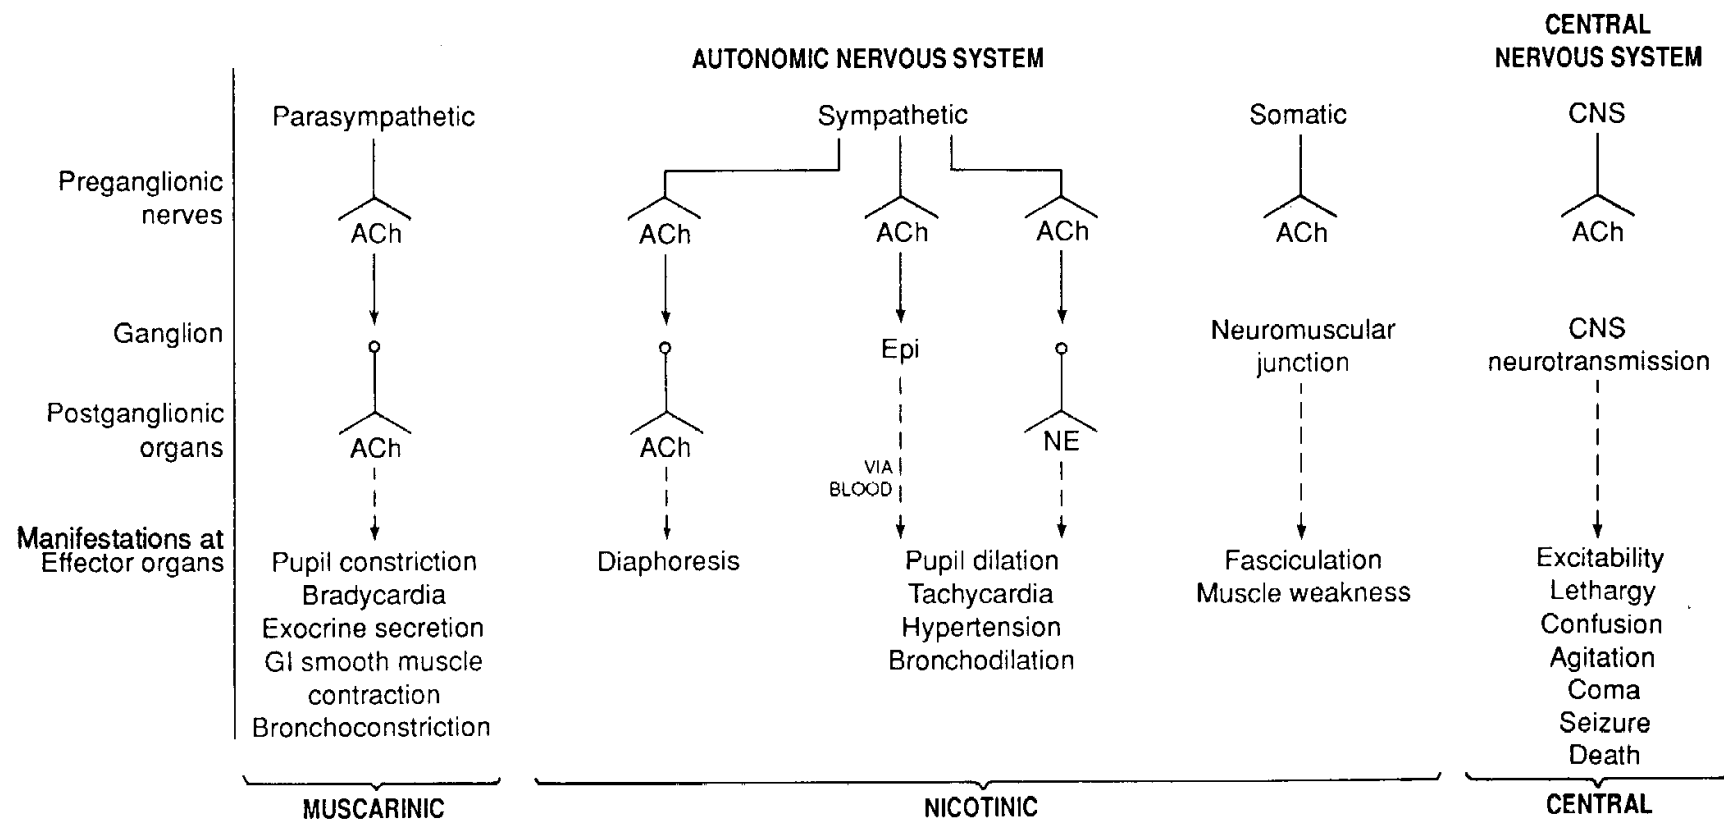 CENTRAL
NERVOUS SYSTEM
AUTONOMIC NERVOUS SYSTEM
Parasympathetic
Sympathetic
Somatic
CNS
Preganglionic
nerves
ACh
ACh
ACh
ACh
ACh
ACh
Ganglion
Epi
Neuromuscular
junction
CNS
neurotransmission
Postganglionic
organs
ACh
ACh
NE
VIA
BLOOD
Manifestations at
Effector organs
Pupil constriction
Bradycardia
Exocrine secretion
GI smooth muscle
contraction
Bronchoconstriction
Diaphoresis
Pupil dilation
Tachycardia
Hypertension
Bronchodilation
Fasciculation
Muscle weakness
Excitability
Lethargy
Confusion
Agitation
Coma
Seizure
Death
MUSCARINIC
NICOTINIC
CENTRAL